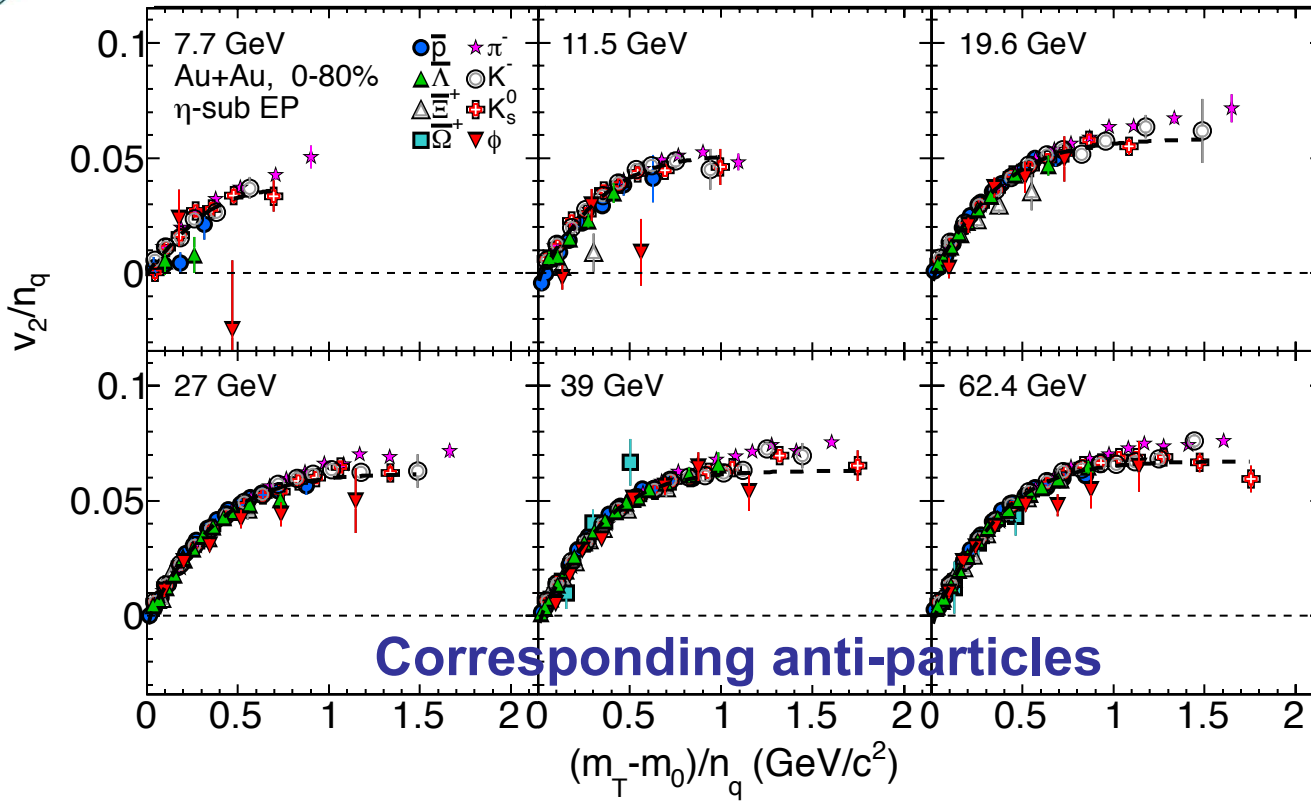 0.1
7.7 GeV
Au+Au, 0-80%
η-sub EP
p̅ π⁻
Λ̅ K⁻
Ξ̅⁺ K⁰ₛ
Ω̅⁺ ϕ
11.5 GeV
19.6 GeV
0.05
0
v₂/n_q
0.1
27 GeV
39 GeV
62.4 GeV
0.05
0
Corresponding anti-particles
0 0.5 1 1.5 2 0 0.5 1 1.5 2 0 0.5 1 1.5 2
(m_T-m₀)/n_q (GeV/c²)